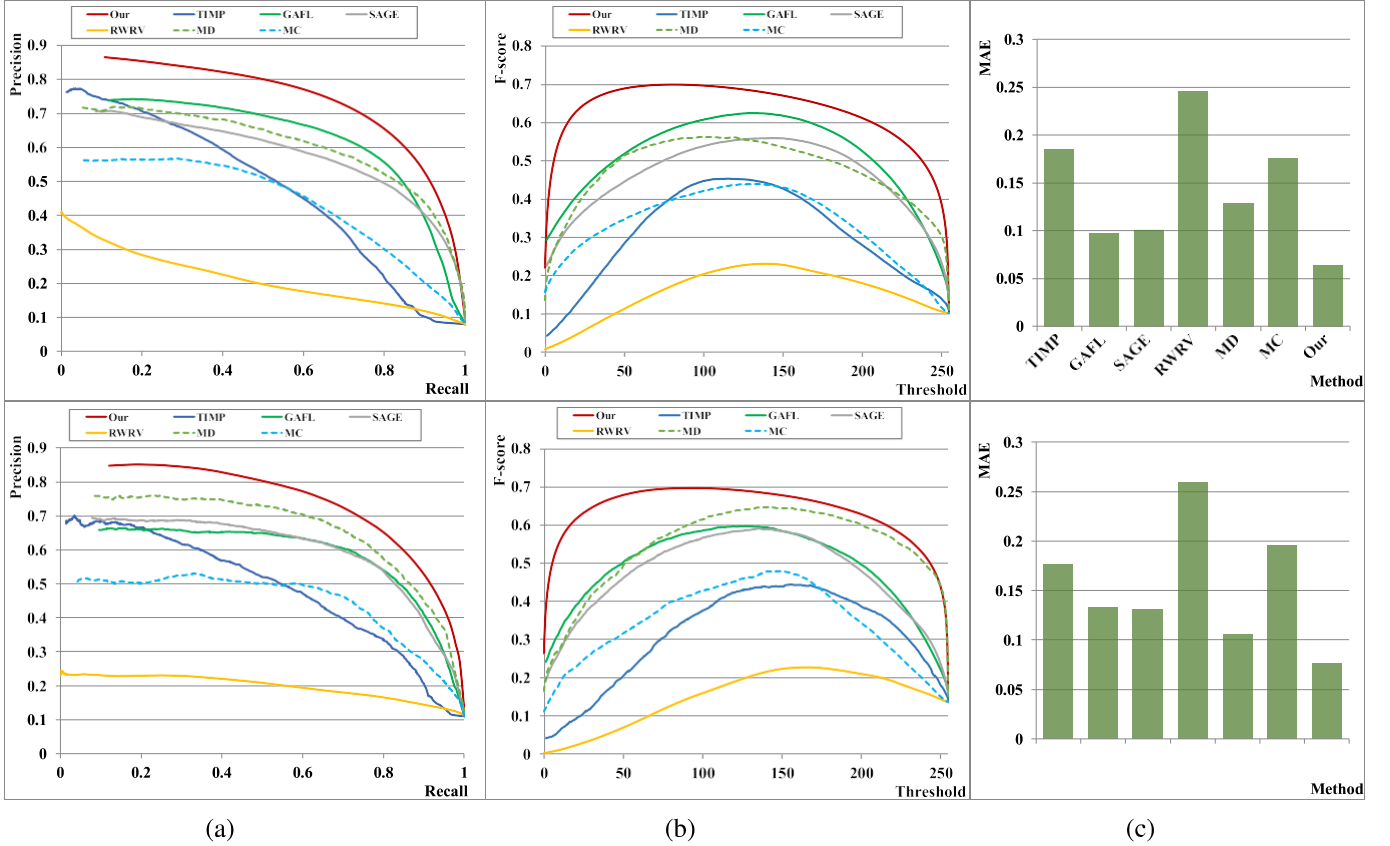 Our TIMP GAFL SAGE
RWRV MD MC
Precision
0.9
0.8
0.7
0.6
0.5
0.4
0.3
0.2
0.1
0
0 0.2 0.4 0.6 0.8 1
Recall
Our TIMP GAFL SAGE
RWRV MD MC
F-score
0.8
0.7
0.6
0.5
0.4
0.3
0.2
0.1
0
0 50 100 150 200 250
Threshold
MAE
0.3
0.25
0.2
0.15
0.1
0.05
0
TIMP GAFL SAGE RWRV MD MC Our
Method
Our TIMP GAFL SAGE
RWRV MD MC
Precision
0.9
0.8
0.7
0.6
0.5
0.4
0.3
0.2
0.1
0
0 0.2 0.4 0.6 0.8 1
Recall
Our TIMP GAFL SAGE
RWRV MD MC
F-score
0.8
0.7
0.6
0.5
0.4
0.3
0.2
0.1
0
0 50 100 150 200 250
Threshold
MAE
0.3
0.25
0.2
0.15
0.1
0.05
0
Method
(a) (b) (c)